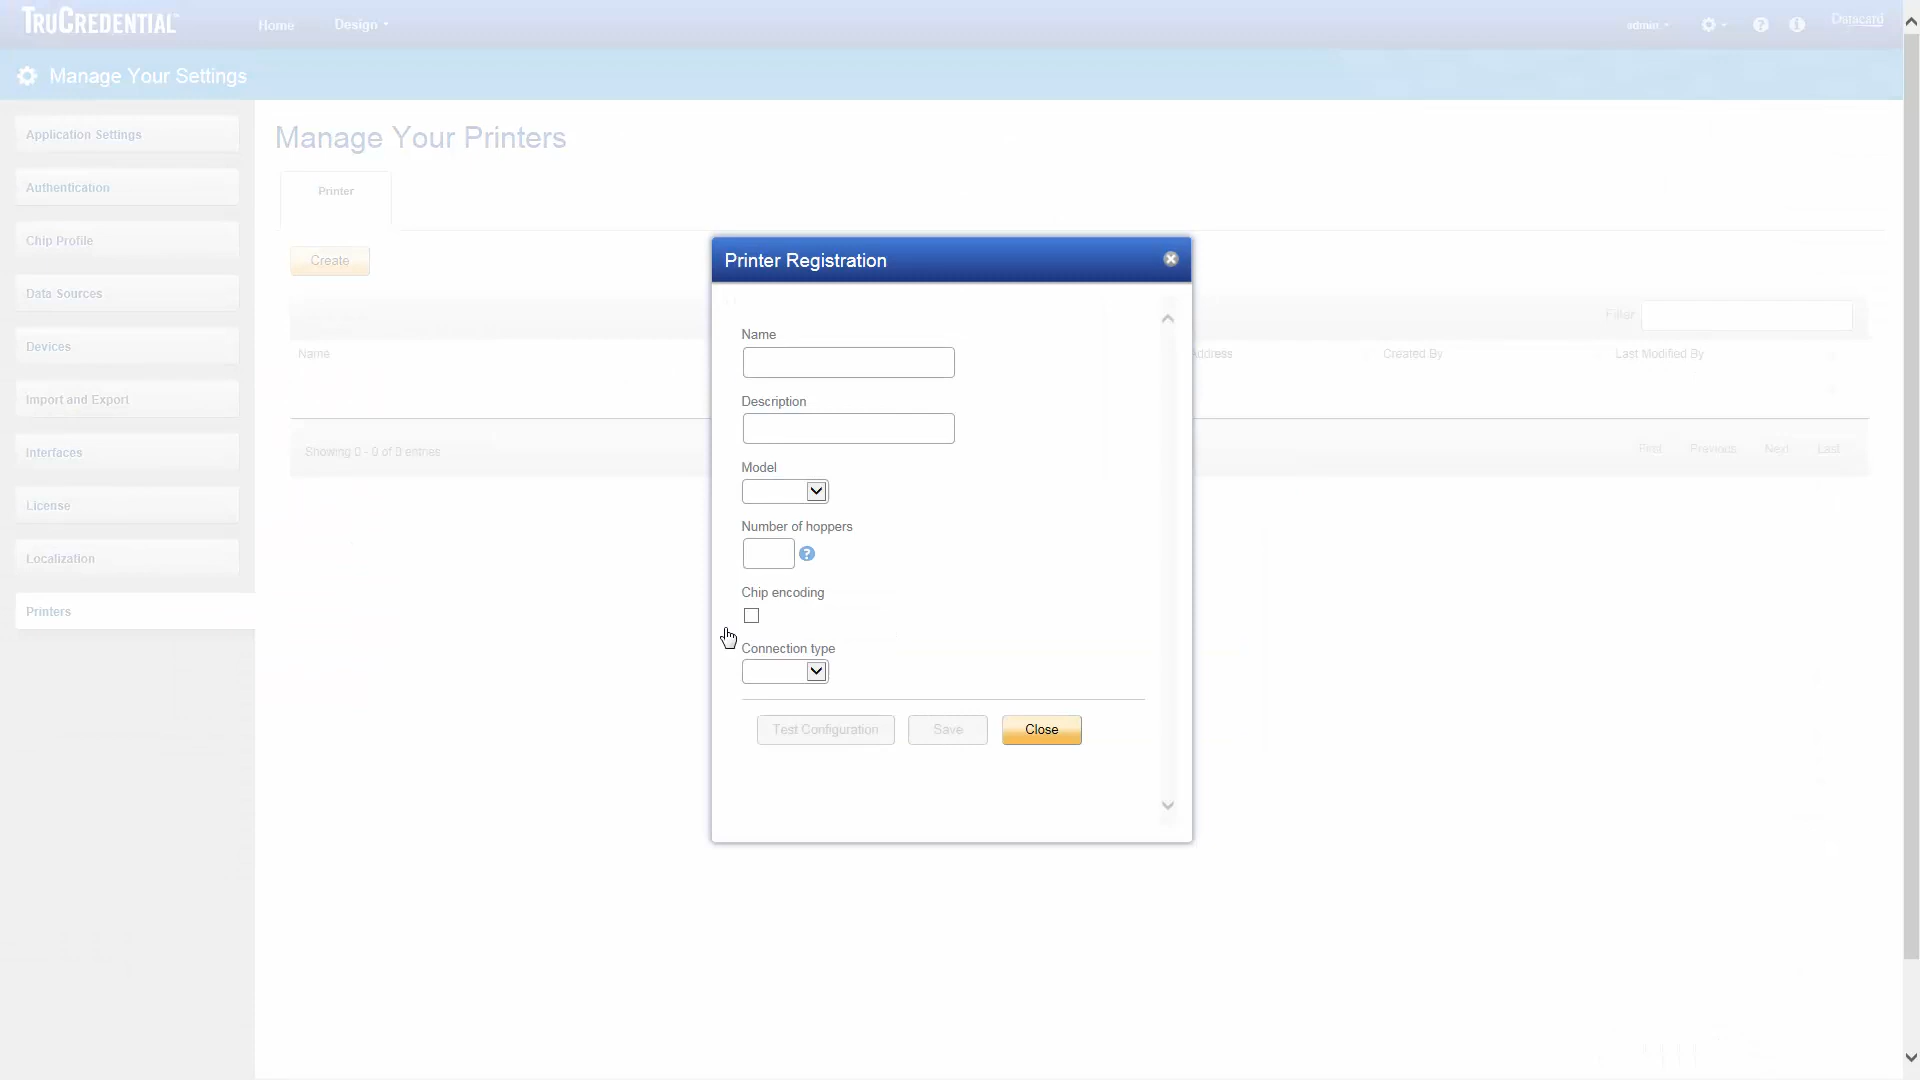 TRUCREDENTIAL™
Home
Design
admin
Datacard
Manage Your Settings
Application Settings
Authentication
Chip Profile
Data Sources
Devices
Import and Export
Interfaces
License
Localization
Printers
Manage Your Printers
Printer
Create
Filter
Name
Address
Created By
Last Modified By
Showing 0 - 0 of 0 entries
First Previous Next Last
Printer Registration
Name
Description
Model
Number of hoppers
?
Chip encoding
Connection type
Test Configuration Save Close